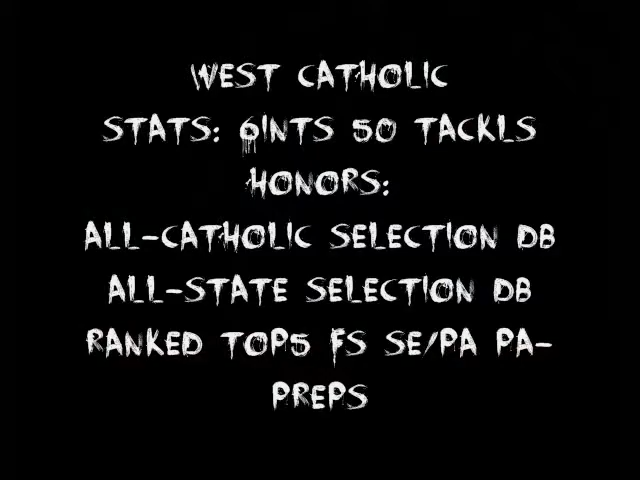 WEST CATHOLIC
STATS: 6INTS 50 TACKLS
HONORS:
ALL-CATHOLIC SELECTION DB
ALL-STATE SELECTION DB
RANKED TOP5 FS SE/PA PA-
PREPS